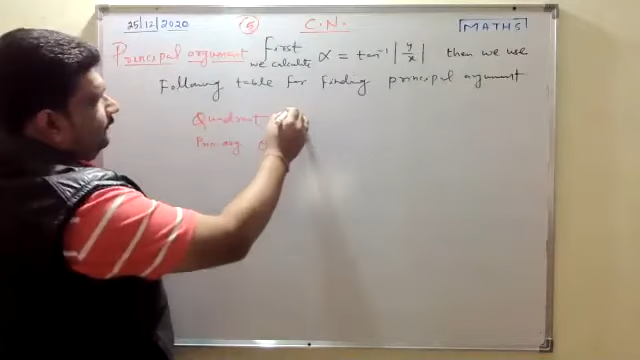 25/12/2020 5 C.N. MATHS
Principal argument First we calculate α = tan⁻¹ |y/x| then we use
Following table for finding principal argument
Quadrant
Prin. arg